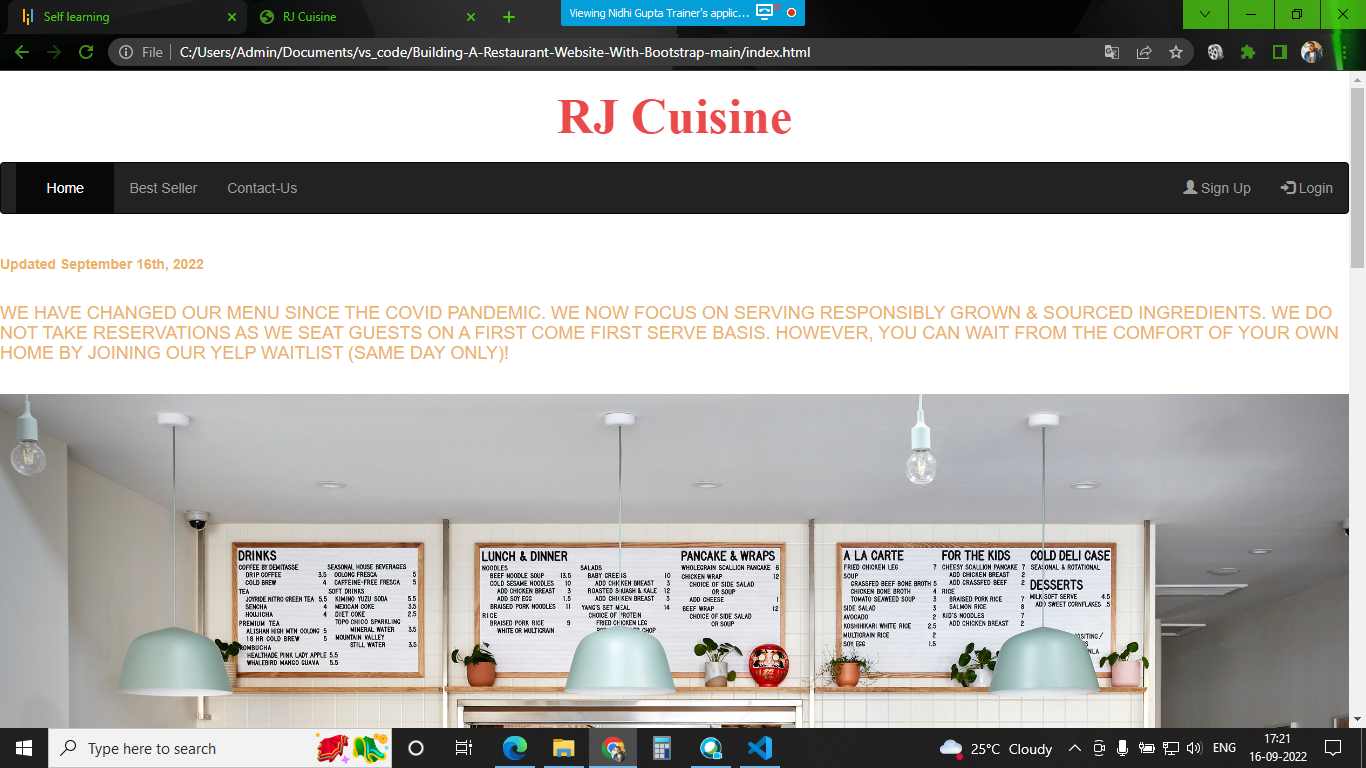 Self learning
RJ Cuisine
Viewing Nidhi Gupta Trainer's applic...
File
C:/Users/Admin/Documents/vs_code/Building-A-Restaurant-Website-With-Bootstrap-main/index.html
RJ Cuisine
Home Best Seller Contact-Us Sign Up Login
Updated September 16th, 2022
WE HAVE CHANGED OUR MENU SINCE THE COVID PANDEMIC. WE NOW FOCUS ON SERVING RESPONSIBLY GROWN & SOURCED INGREDIENTS. WE DO
NOT TAKE RESERVATIONS AS WE SEAT GUESTS ON A FIRST COME FIRST SERVE BASIS. HOWEVER, YOU CAN WAIT FROM THE COMFORT OF YOUR OWN
HOME BY JOINING OUR YELP WAITLIST (SAME DAY ONLY)!
DRINKS
COFFEE BY DEMITASSE
DRIP COFFEE 3.5
COLD BREW 4
TEA
JOYRIDE NITRO GREEN TEA 5.5
SENCHA 4
HOJICHA 4
PREMIUM TEA
ALISHAN HIGH MTN OOLONG 5
18 HR COLD BREW 5
KOMBUCHA
HEALTHADE PINK LADY APPLE 5.5
WHALEBIRD MANGO GUAVA 5.5
SEASONAL HOUSE BEVERAGES
OOLONG FRESCA 5
CAFFEINE-FREE FRESCA 5
SOFT DRINKS
KIMINO YUZU SODA 5.5
MEXICAN COKE 3.5
DIET COKE 2.5
TOPO CHICO SPARKLING
MINERAL WATER 3.5
MOUNTAIN VALLEY
STILL WATER 3.5
LUNCH & DINNER
NOODLES
BEEF NOODLE SOUP 13.5
COLD SESAME NOODLES 10
ADD CHICKEN BREAST 3
ADD SOY EGG 1.5
BRAISED PORK NOODLES 11
RICE
BRAISED PORK RICE 9
WHITE OR MULTIGRAIN
SALADS
BABY GREENS 10
ADD CHICKEN BREAST 3
ROASTED SQUASH & KALE 12
ADD CHICKEN BREAST 3
YANG'S SET MEAL 14
CHOICE OF PROTEIN
FRIED CHICKEN LEG
CHOP
PANCAKE & WRAPS
WHOLEGRAIN SCALLION PANCAKE 6
CHICKEN WRAP 12
CHOICE OF SIDE SALAD
OR SOUP
ADD CHEESE 1
BEEF WRAP 12
CHOICE OF SIDE SALAD
OR SOUP
A LA CARTE
FRIED CHICKEN LEG 7
SOUP
GRASSFED BEEF BONE BROTH 5
CHICKEN BONE BROTH 4
TOMATO SEAWEED SOUP 3
SIDE SALAD 3
AVOCADO 2
KOSHIHIKARI WHITE RICE 2.5
MULTIGRAIN RICE 2
SOY EGG 1.5
FOR THE KIDS
CHEESY SCALLION PANCAKE 7
ADD CHICKEN BREAST 2
ADD GRASSFED BEEF 2
RICE
BRAISED PORK RICE 7
SALMON RICE 8
KID'S NOODLES 7
ADD CHICKEN BREAST 2
COLD DELI CASE
SEASONAL & ROTATIONAL
DESSERTS
MILK SOFT SERVE 4.5
ADD SWEET CORNFLAKES .5
Type here to search
25°C Cloudy
ENG
17:21
16-09-2022